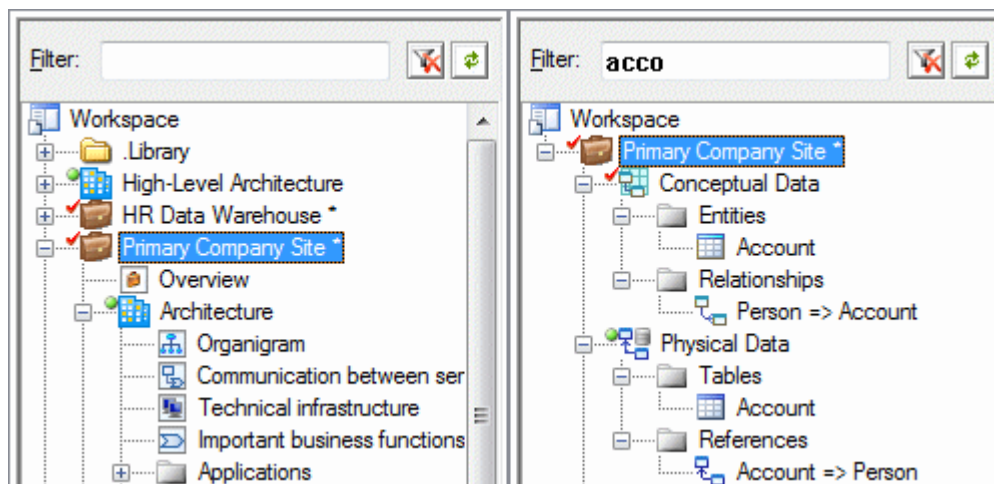 Filter:
Workspace
.Library
High-Level Architecture
HR Data Warehouse *
Primary Company Site *
Overview
Architecture
Organigram
Communication between ser
Technical infrastructure
Important business functions
Applications
Filter: acco
Workspace
Primary Company Site *
Conceptual Data
Entities
Account
Relationships
Person => Account
Physical Data
Tables
Account
References
Account => Person